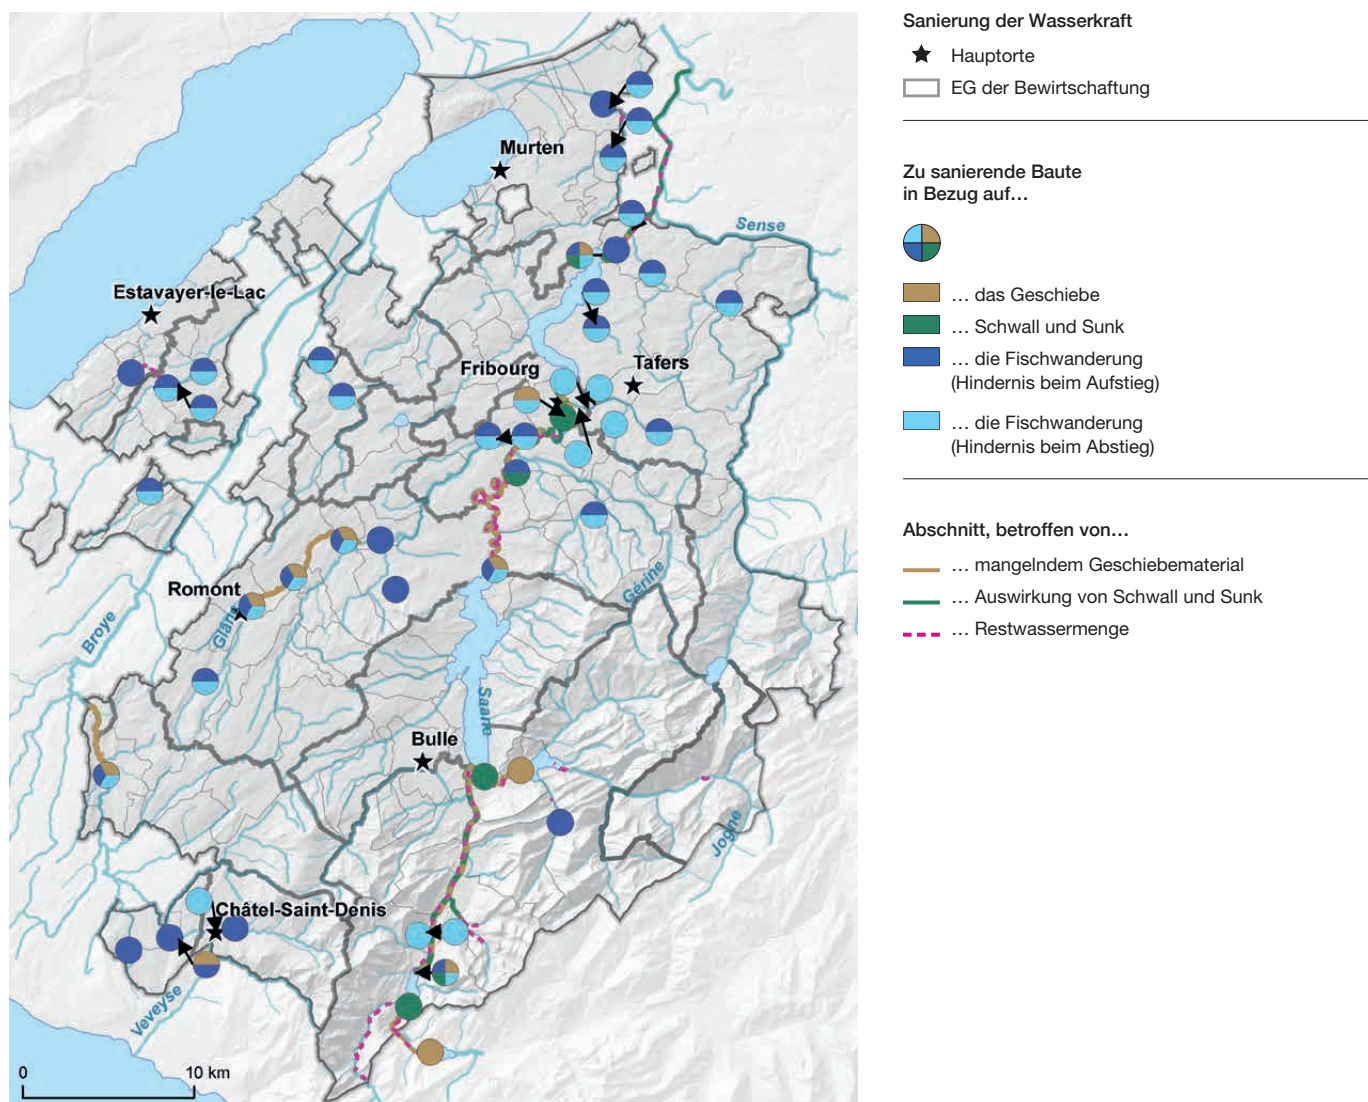 Murten
Sense
Estavayer-le-Lac
Fribourg
Tafers
Romont
Glâne
Broye
Gérine
Saane
Bulle
Jogne
Châtel-Saint-Denis
Veveyse
0
10 km
Sanierung der Wasserkraft
Hauptorte
EG der Bewirtschaftung
Zu sanierende Baute
in Bezug auf…
… das Geschiebe
… Schwall und Sunk
… die Fischwanderung
(Hindernis beim Aufstieg)
… die Fischwanderung
(Hindernis beim Abstieg)
Abschnitt, betroffen von…
… mangelndem Geschiebematerial
… Auswirkung von Schwall und Sunk
… Restwassermenge